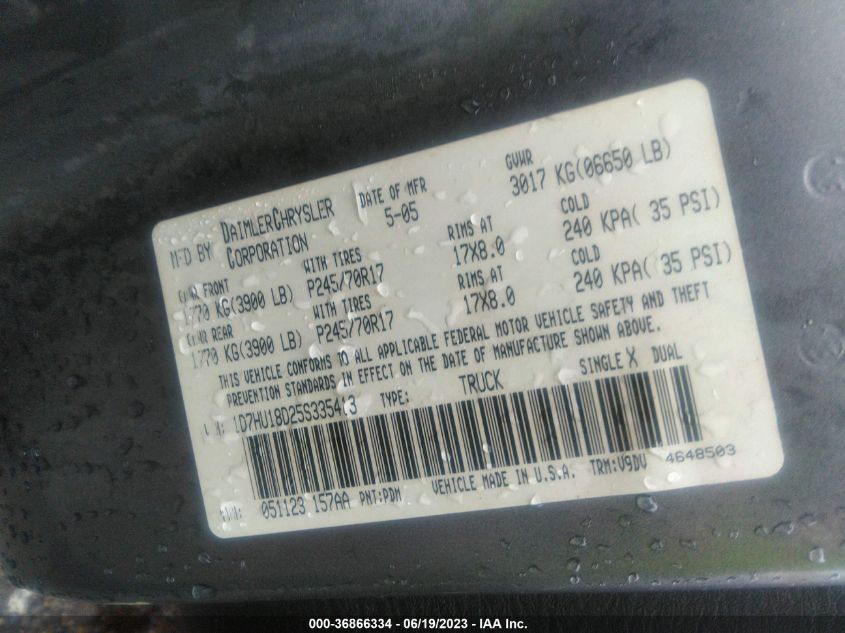 MFD BY DAIMLERCHRYSLER CORPORATION DATE OF MFR 5-05 GVWR 3017 KG(06650 LB)
FRONT WITH TIRES RIMS AT COLD
1770 KG(3900 LB) P245/70R17 17X8.0 240 KPA( 35 PSI)
REAR WITH TIRES RIMS AT COLD
1770 KG(3900 LB) P245/70R17 17X8.0 240 KPA( 35 PSI)
THIS VEHICLE CONFORMS TO ALL APPLICABLE FEDERAL MOTOR VEHICLE SAFETY AND THEFT
PREVENTION STANDARDS IN EFFECT ON THE DATE OF MANUFACTURE SHOWN ABOVE.
TYPE: TRUCK SINGLE X DUAL
051123 157AA PNT:PDM VEHICLE MADE IN U.S.A. TRM:V9DV 4648503
000-36866334 - 06/19/2023 - IAA Inc.